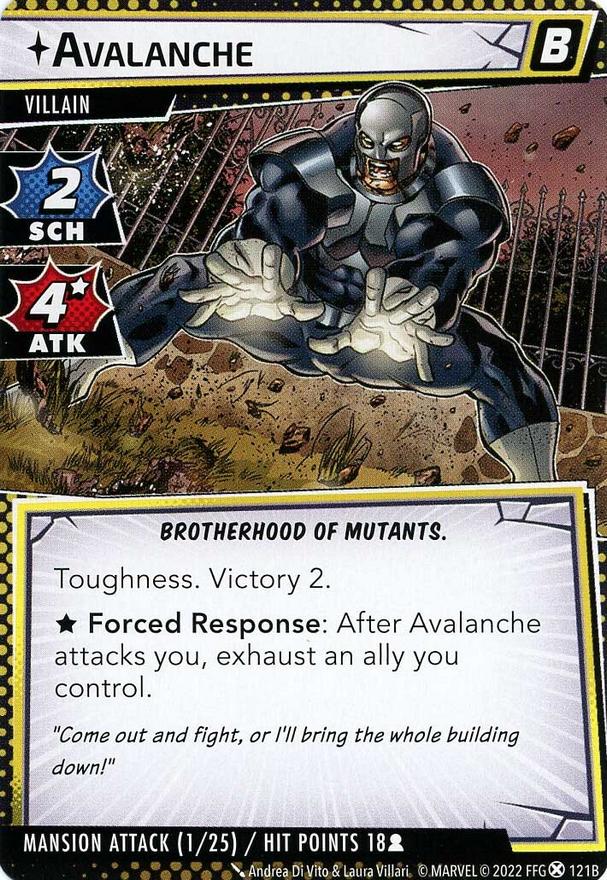 AVALANCHE
B
VILLAIN
2
SCH
4★
ATK
BROTHERHOOD OF MUTANTS.
Toughness. Victory 2.
★ Forced Response: After Avalanche
attacks you, exhaust an ally you
control.
"Come out and fight, or I'll bring the whole building
down!"
MANSION ATTACK (1/25) / HIT POINTS 18
Andrea Di Vito & Laura Villari © MARVEL © 2022 FFG 121B